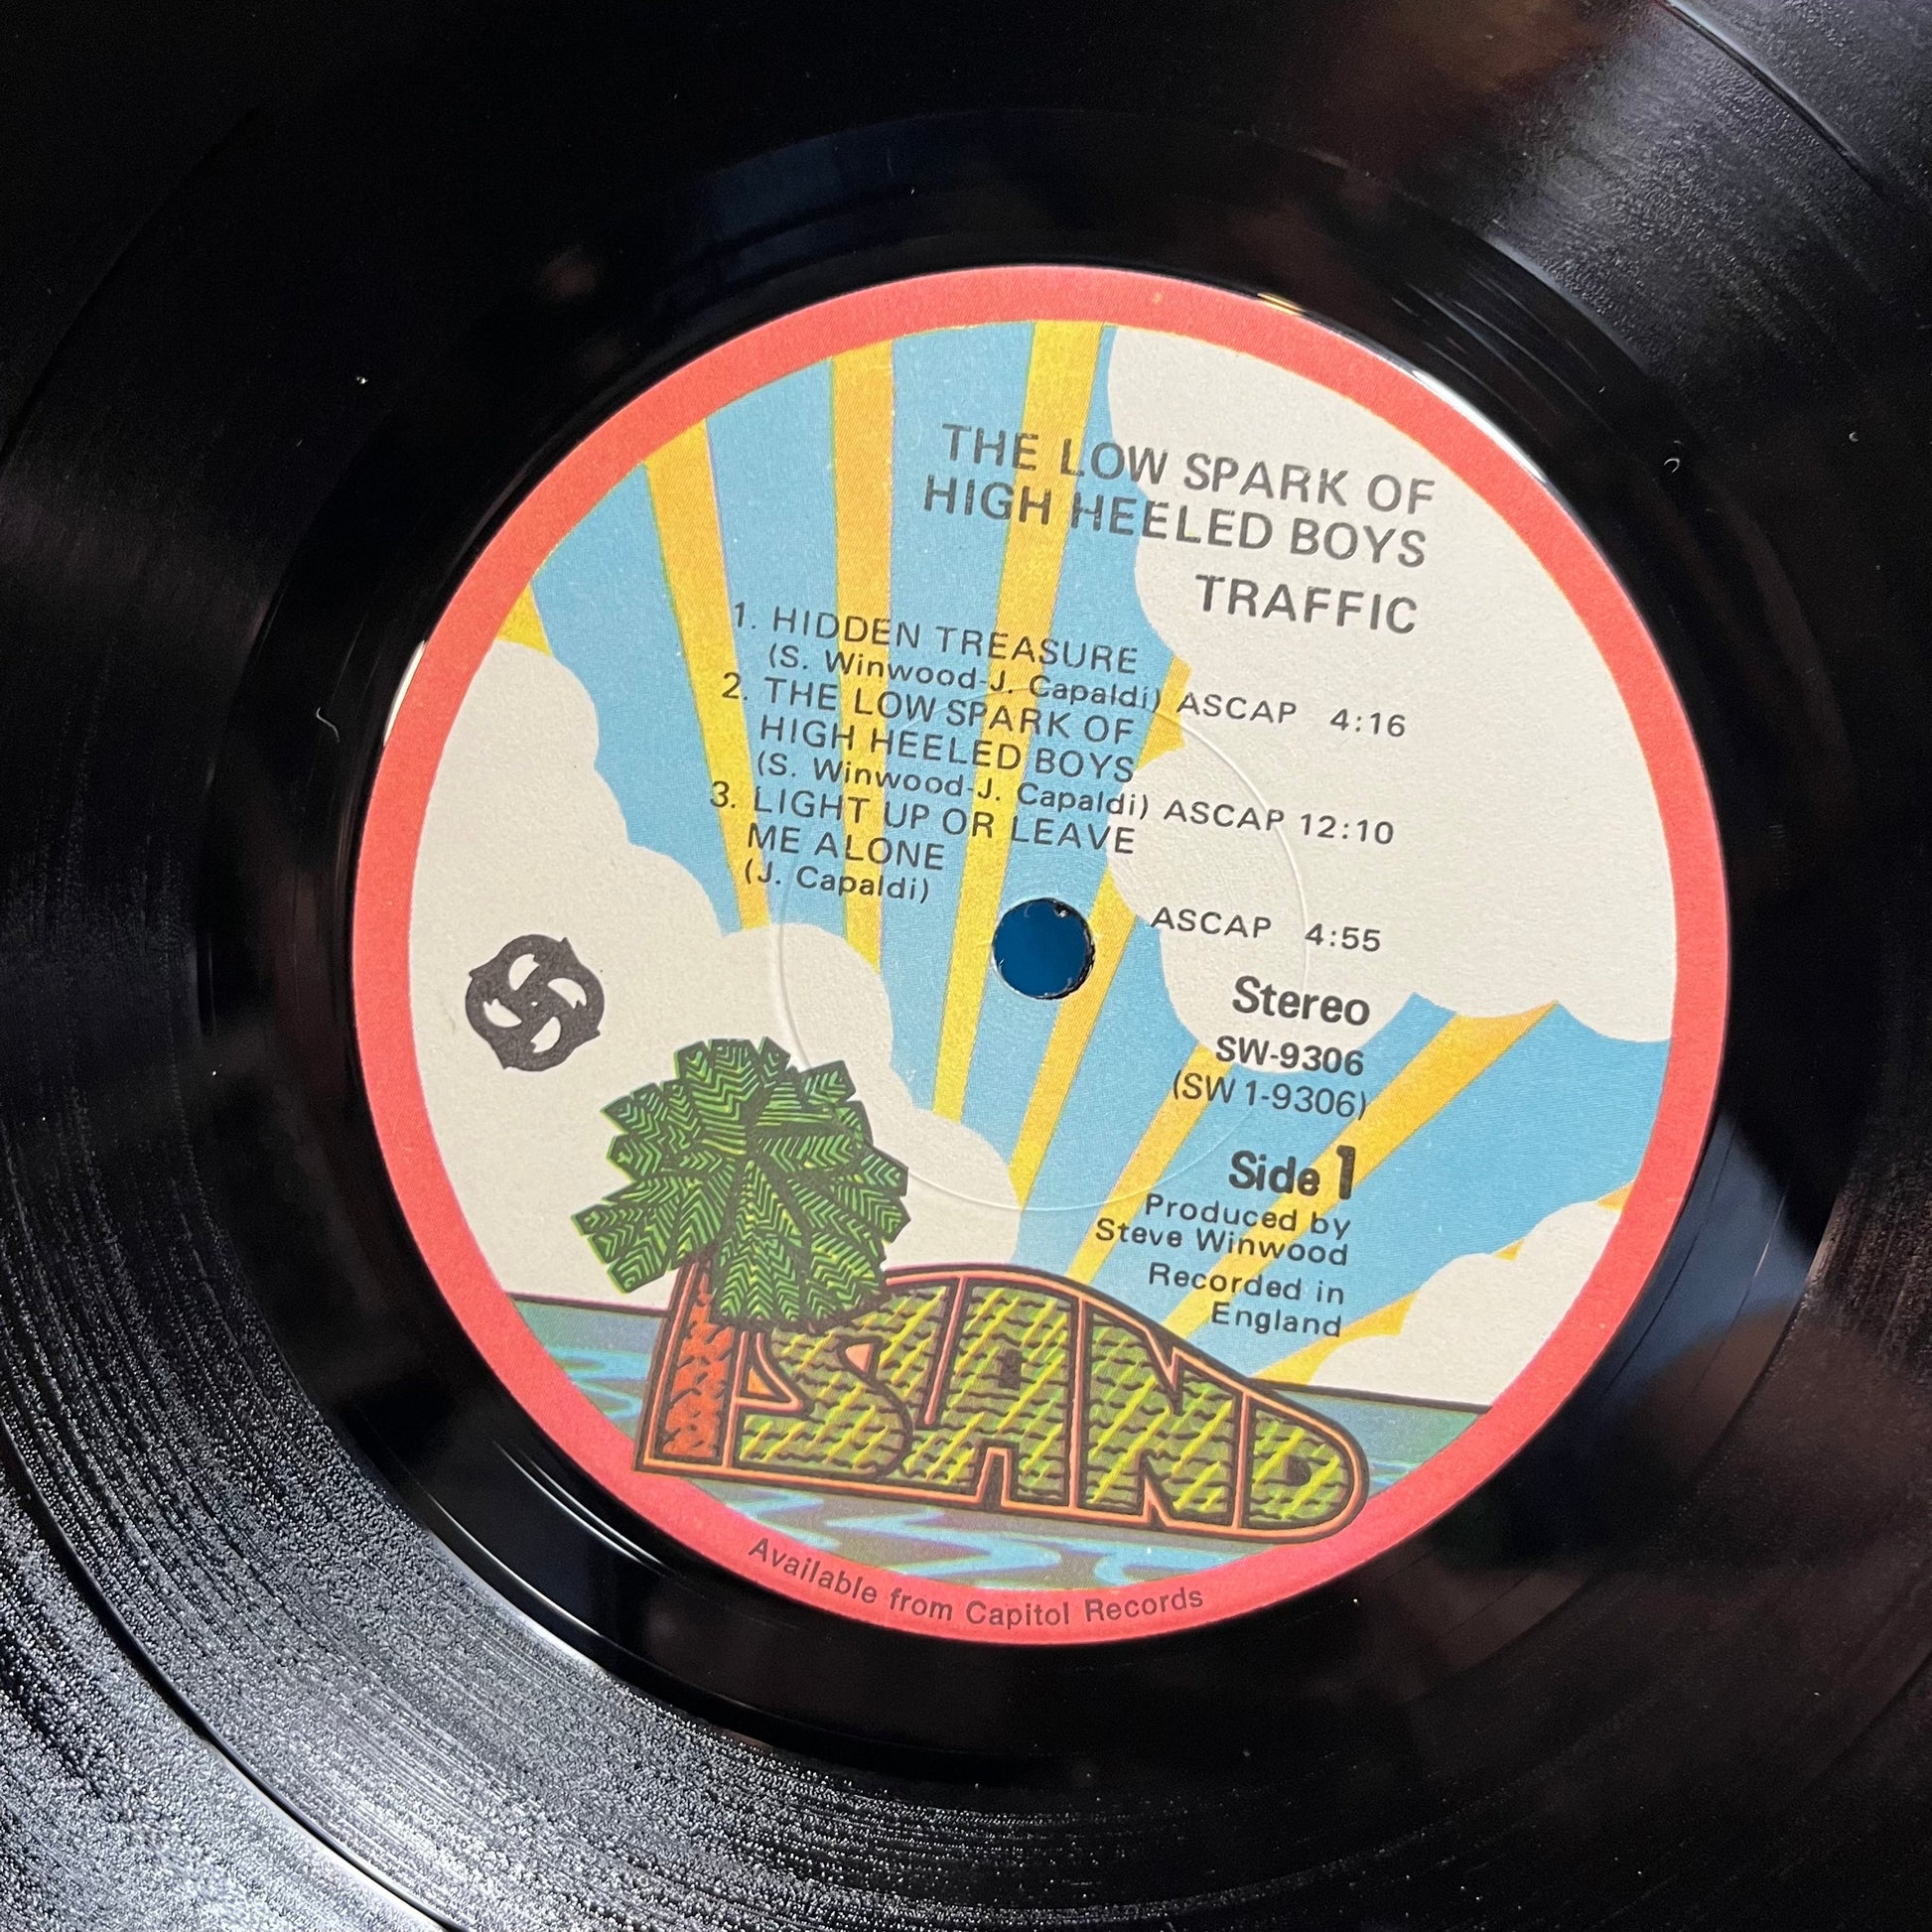 THE LOW SPARK OF
HIGH HEELED BOYS
TRAFFIC
1. HIDDEN TREASURE
(S. Winwood-J. Capaldi) ASCAP 4:16
2. THE LOW SPARK OF
HIGH HEELED BOYS
(S. Winwood-J. Capaldi) ASCAP 12:10
3. LIGHT UP OR LEAVE
ME ALONE
(J. Capaldi)
ASCAP 4:55
Stereo
SW-9306
(SW 1-9306)
Side 1
Produced by
Steve Winwood
Recorded in
England
ISLAND
Available from Capitol Records